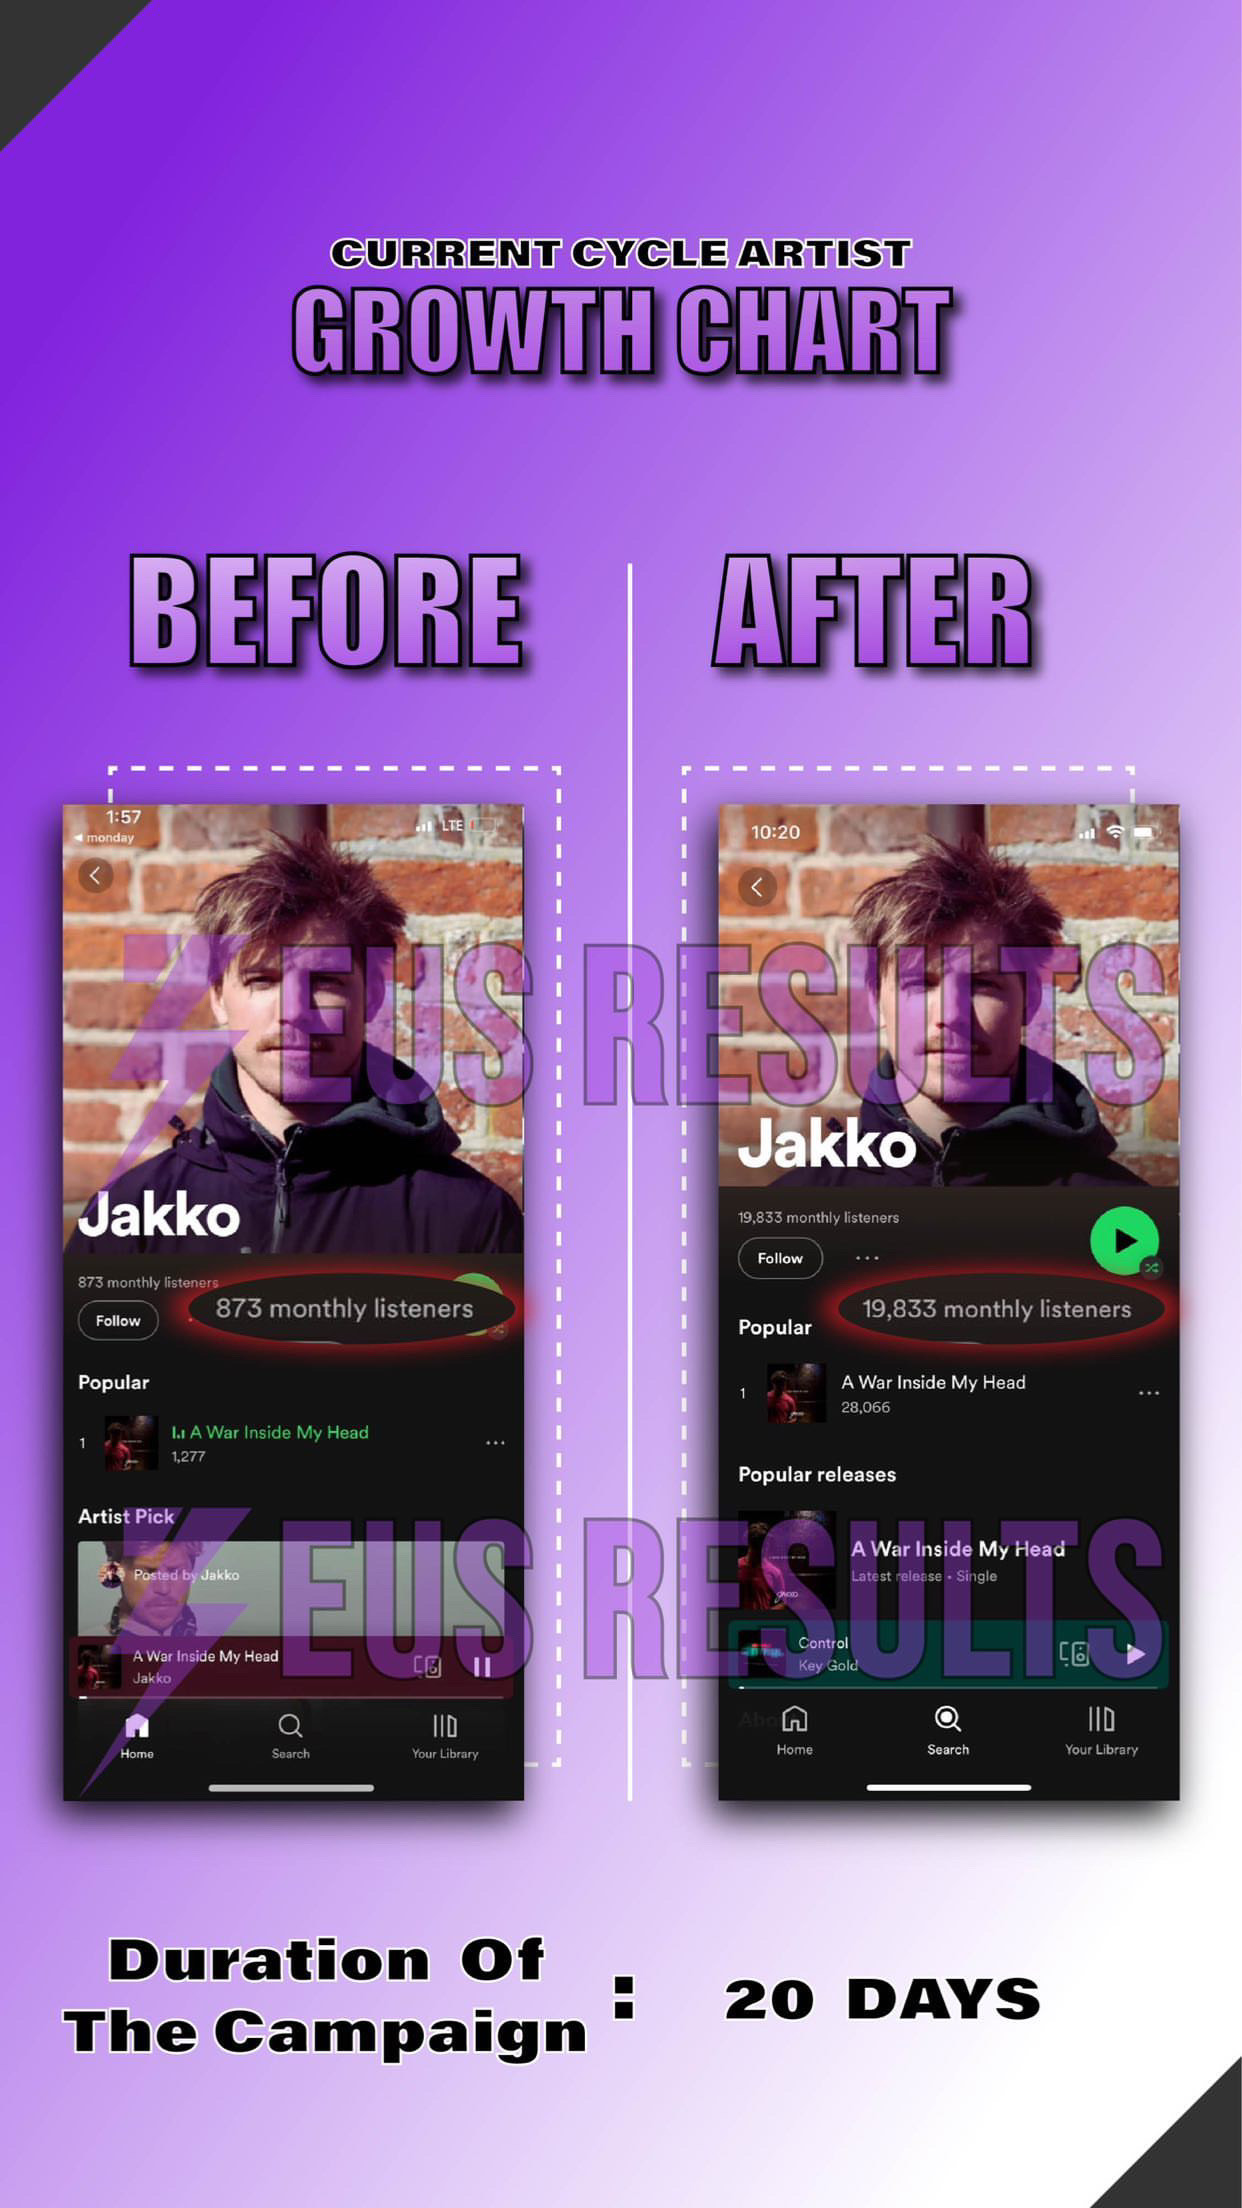 CURRENT CYCLE ARTIST
GROWTH CHART
BEFORE
AFTER
1:57
monday
LTE
Jakko
873 monthly listeners
873 monthly listeners
Follow
Popular
1
A War Inside My Head
1,277
Artist Pick
Posted by Jakko
A War Inside My Head
Jakko
Home
Search
Your Library
10:20
Jakko
19,833 monthly listeners
Follow
19,833 monthly listeners
Popular
1
A War Inside My Head
28,066
Popular releases
A War Inside My Head
Latest release • Single
Control
Key Gold
Home
Search
Your Library
ZEUS RESULTS
ZEUS RESULTS
Duration Of
The Campaign
:
20 DAYS